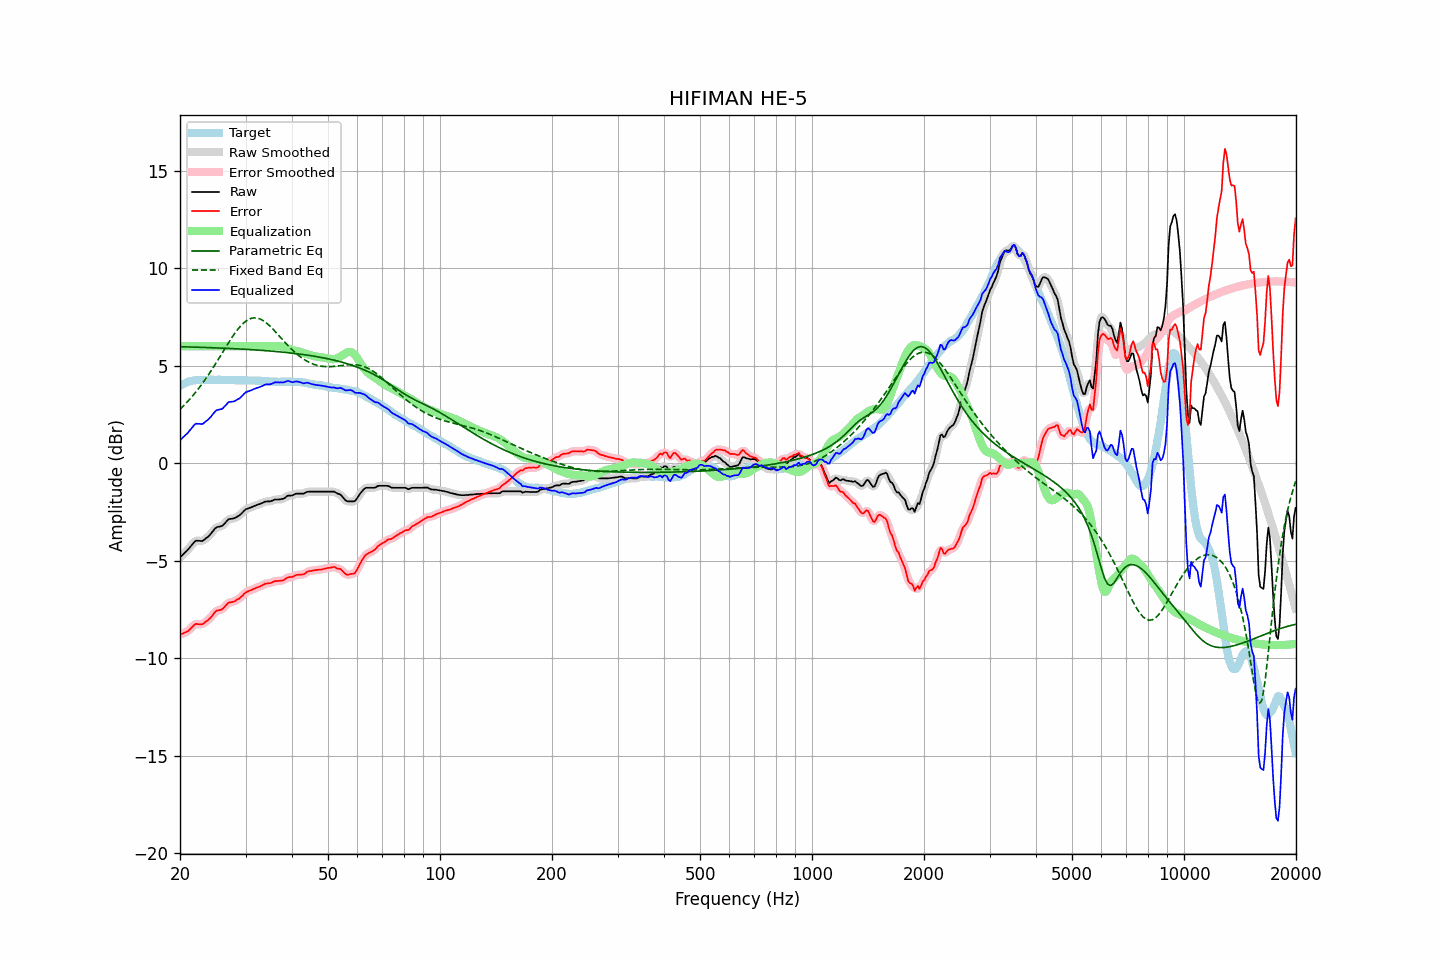 HIFIMAN HE-5
Target
Raw Smoothed
Error Smoothed
Raw
Error
Equalization
Parametric Eq
Fixed Band Eq
Equalized
Amplitude (dBr)
15
10
5
0
−5
−10
−15
−20
20 50 100 200 500 1000 2000 5000 10000 20000
Frequency (Hz)